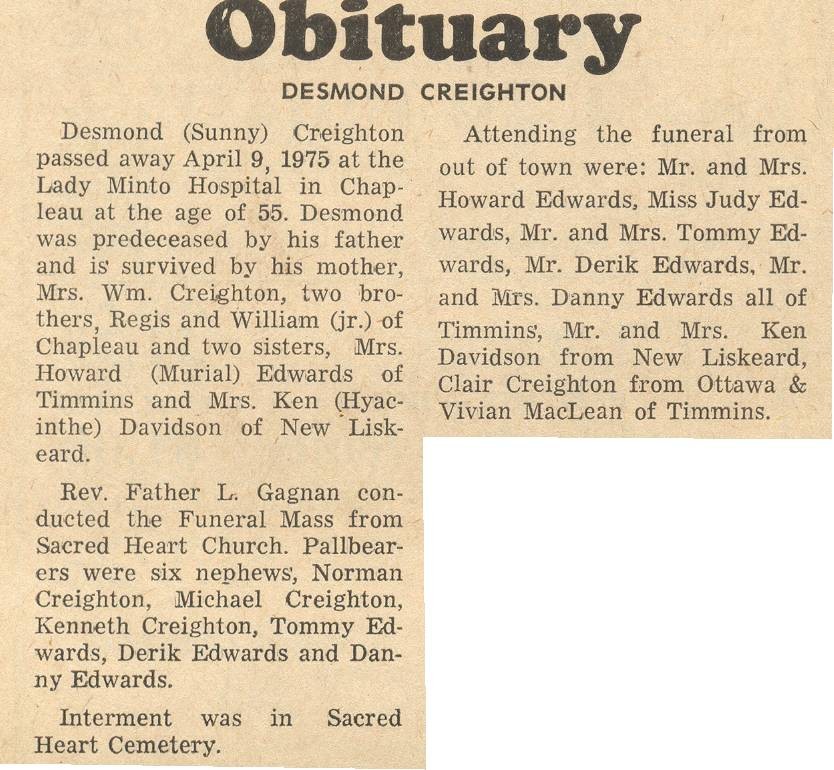 Obituary
DESMOND CREIGHTON
Desmond (Sunny) Creighton
passed away April 9, 1975 at the
Lady Minto Hospital in Chap-
leau at the age of 55. Desmond
was predeceased by his father
and is survived by his mother,
Mrs. Wm. Creighton, two bro-
thers, Regis and William (jr.) of
Chapleau and two sisters, Mrs.
Howard (Murial) Edwards of
Timmins and Mrs. Ken (Hyac-
inthe) Davidson of New Lisk-
eard.
Rev. Father L. Gagnan con-
ducted the Funeral Mass from
Sacred Heart Church. Pallbear-
ers were six nephews, Norman
Creighton, Michael Creighton,
Kenneth Creighton, Tommy Ed-
wards, Derik Edwards and Dan-
ny Edwards.
Interment was in Sacred
Heart Cemetery.
Attending the funeral from
out of town were: Mr. and Mrs.
Howard Edwards, Miss Judy Ed-
wards, Mr. and Mrs. Tommy Ed-
wards, Mr. Derik Edwards, Mr.
and Mrs. Danny Edwards all of
Timmins, Mr. and Mrs. Ken
Davidson from New Liskeard,
Clair Creighton from Ottawa &
Vivian MacLean of Timmins.